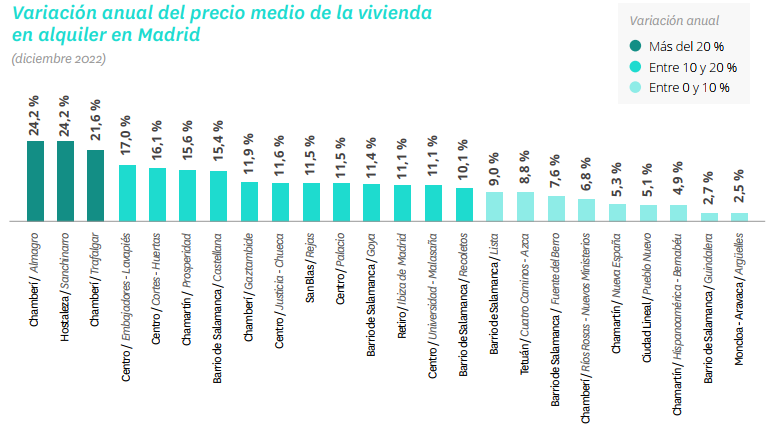 Variación anual del precio medio de la vivienda
en alquiler en Madrid
(diciembre 2022)
Variación anual
Más del 20 %
Entre 10 y 20 %
Entre 0 y 10 %
24,2 %
24,2 %
21,6 %
17,0 %
16,1 %
15,6 %
15,4 %
11,9 %
11,6 %
11,5 %
11,5 %
11,4 %
11,1 %
11,1 %
10,1 %
9,0 %
8,8 %
7,6 %
6,8 %
5,3 %
5,1 %
4,9 %
2,7 %
2,5 %
Chamberí / Almagro
Hostaleza / Sanchinarro
Chamberí / Trafalgar
Centro / Embajadores - Lavapiés
Centro / Cortes - Huertas
Chamartín / Prosperidad
Barrio de Salamanca / Castellana
Chamberí / Gaztambide
Centro / Justicia - Chueca
San Blas / Rejas
Centro / Palacio
Barrio de Salamanca / Goya
Retiro / Ibiza de Madrid
Centro / Universidad - Malasaña
Barrio de Salamanca / Recoletos
Barrio de Salamanca / Lista
Tetuán / Cuatro Caminos - Azca
Barrio de Salamanca / Fuente del Berro
Chamberí / Ríos Rosas - Nuevos Ministerios
Chamartín / Nueva España
Ciudad Lineal / Pueblo Nuevo
Chamartín / Hispanoamérica - Bernabéu
Barrio de Salamanca / Guindalera
Moncloa - Aravaca / Argüelles